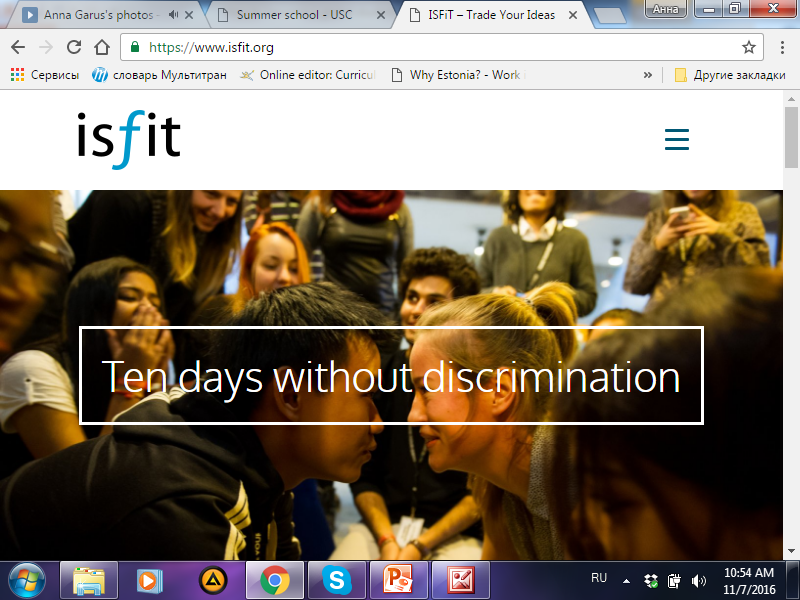 Anna Garus's photos -
Summer school - USC
ISFiT – Trade Your Ideas
Анна
https://www.isfit.org
Сервисы
словарь Мультитран
Online editor: Curricul
Why Estonia? - Work
»
Другие закладки
isfit
Ten days without discrimination
RU
10:54 AM
11/7/2016